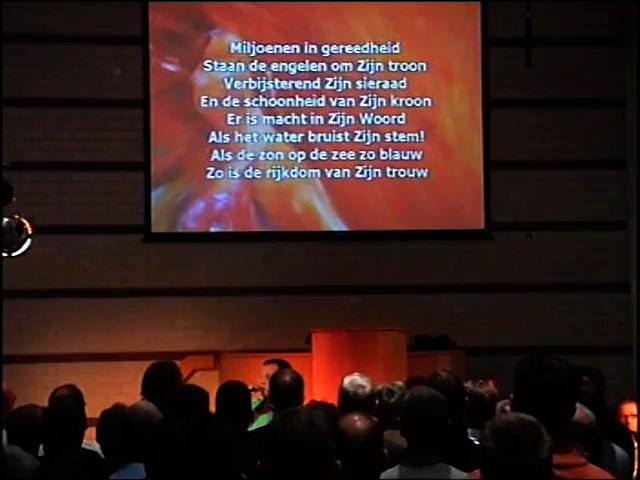 Miljoenen in gereedheid
Staan de engelen om Zijn troon
Verbijsterend Zijn sieraad
En de schoonheid van Zijn kroon
Er is macht in Zijn Woord
Als het water bruist Zijn stem!
Als de zon op de zee zo blauw
Zo is de rijkdom van Zijn trouw